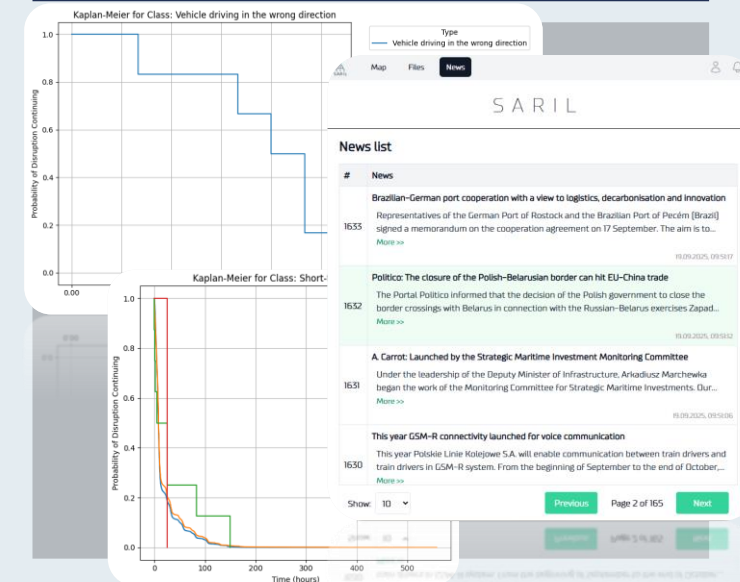 Kaplan-Meier for Class: Vehicle driving in the wrong direction
Type
Vehicle driving in the wrong direction
Probability of Disruption Continuing
1.0
0.8
0.6
0.4
0.2
0.0
0.00
Kaplan-Meier for Class: Short-
Probability of Disruption Continuing
1.0
0.8
0.6
0.4
0.2
0.0
0
100
200
300
400
500
Time (hours)
SARIL
Map
Files
News
SARIL
News list
# News
1633
Brazilian-German port cooperation with a view to logistics, decarbonisation and innovation
Representatives of the German Port of Rostock and the Brazilian Port of Pecém (Brazil)
signed a memorandum on the cooperation agreement on 17 September. The aim is to...
More >>
19.09.2025, 09:51:17
1632
Politico: The closure of the Polish-Belarusian border can hit EU-China trade
The Portal Politico informed that the decision of the Polish government to close the
border crossings with Belarus in connection with the Russian-Belarus exercises Zapad...
More >>
19.09.2025, 09:51:12
1631
A. Carrot: Launched by the Strategic Maritime Investment Monitoring Committee
Under the leadership of the Deputy Minister of Infrastructure, Arkadiusz Marchewka
began the work of the Monitoring Committee for Strategic Maritime Investments. Our...
More >>
19.09.2025, 09:51:06
1630
This year GSM-R connectivity launched for voice communication
This year Polskie Linie Kolejowe S.A. will enable communication between train drivers and
train drivers in GSM-R system. From the beginning of September to the end of October,...
More >>
Show: 10
Previous
Page 2 of 165
Next